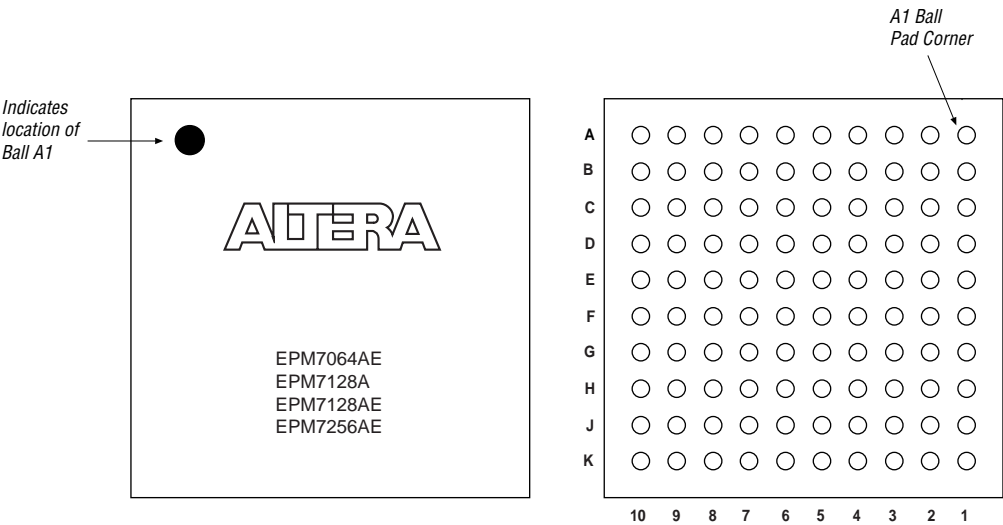 A1 Ball
Pad Corner
Indicates
location of
Ball A1
ALTERA
EPM7064AE
EPM7128A
EPM7128AE
EPM7256AE
A
B
C
D
E
F
G
H
J
K
10 9 8 7 6 5 4 3 2 1